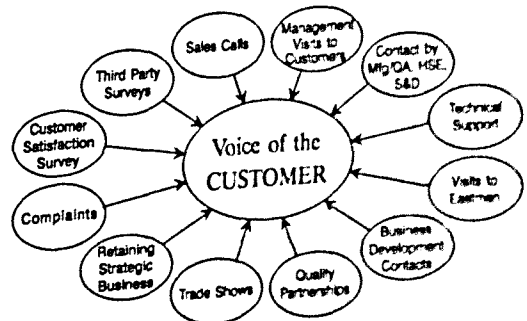 Voice of the
CUSTOMER
Sales Calls
Management
Visits to
Customers
Contact by
Mfg/QA, HSE,
S&D
Technical
Support
Visits to
Eastman
Business
Development
Contacts
Quality
Partnerships
Trade Shows
Retaining
Strategic
Business
Complaints
Customer
Satisfaction
Survey
Third Party
Surveys